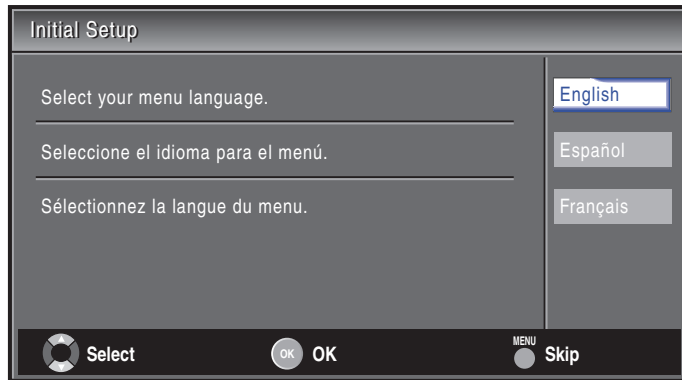 Initial Setup
Select your menu language.
English
Seleccione el idioma para el menú.
Español
Sélectionnez la langue du menu.
Français
Select
OK OK
MENU Skip